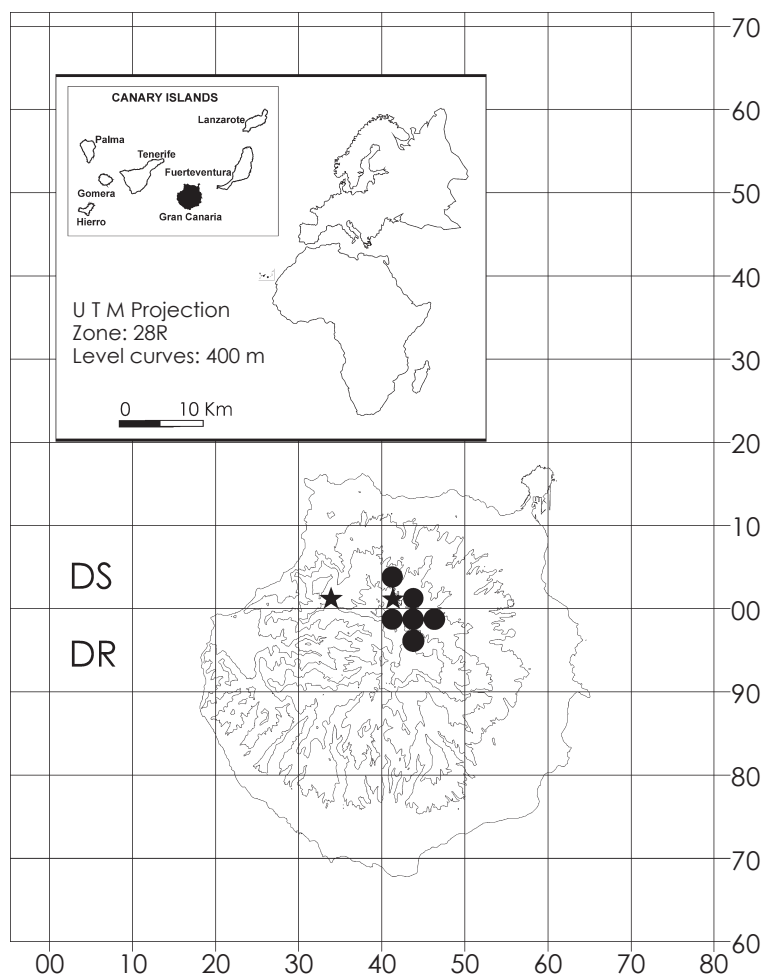 70
CANARY ISLANDS
Lanzarote
60
Palma
Tenerife
Fuerteventura
50
Gomera
Gran Canaria
Hierro
40
U T M Projection
Zone: 28R
Level curves: 400 m
30
0 10 Km
20
10
DS
00
DR
90
80
70
60
00 10 20 30 40 50 60 70 80